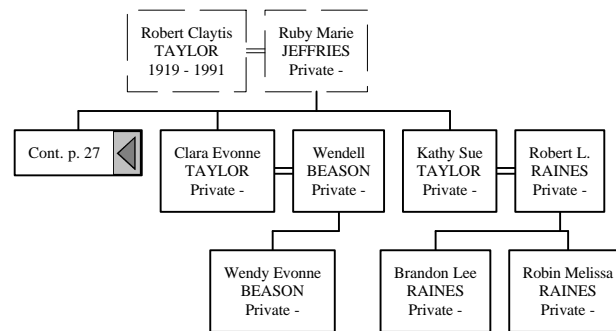 Robert Claytis
TAYLOR
1919 - 1991
Ruby Marie
JEFFRIES
Private -
Cont. p. 27
Clara Evonne
TAYLOR
Private -
Wendell
BEASON
Private -
Kathy Sue
TAYLOR
Private -
Robert L.
RAINES
Private -
Wendy Evonne
BEASON
Private -
Brandon Lee
RAINES
Private -
Robin Melissa
RAINES
Private -